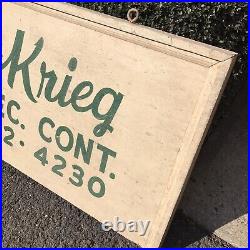 Krieg
EC. CONT.
2-4230